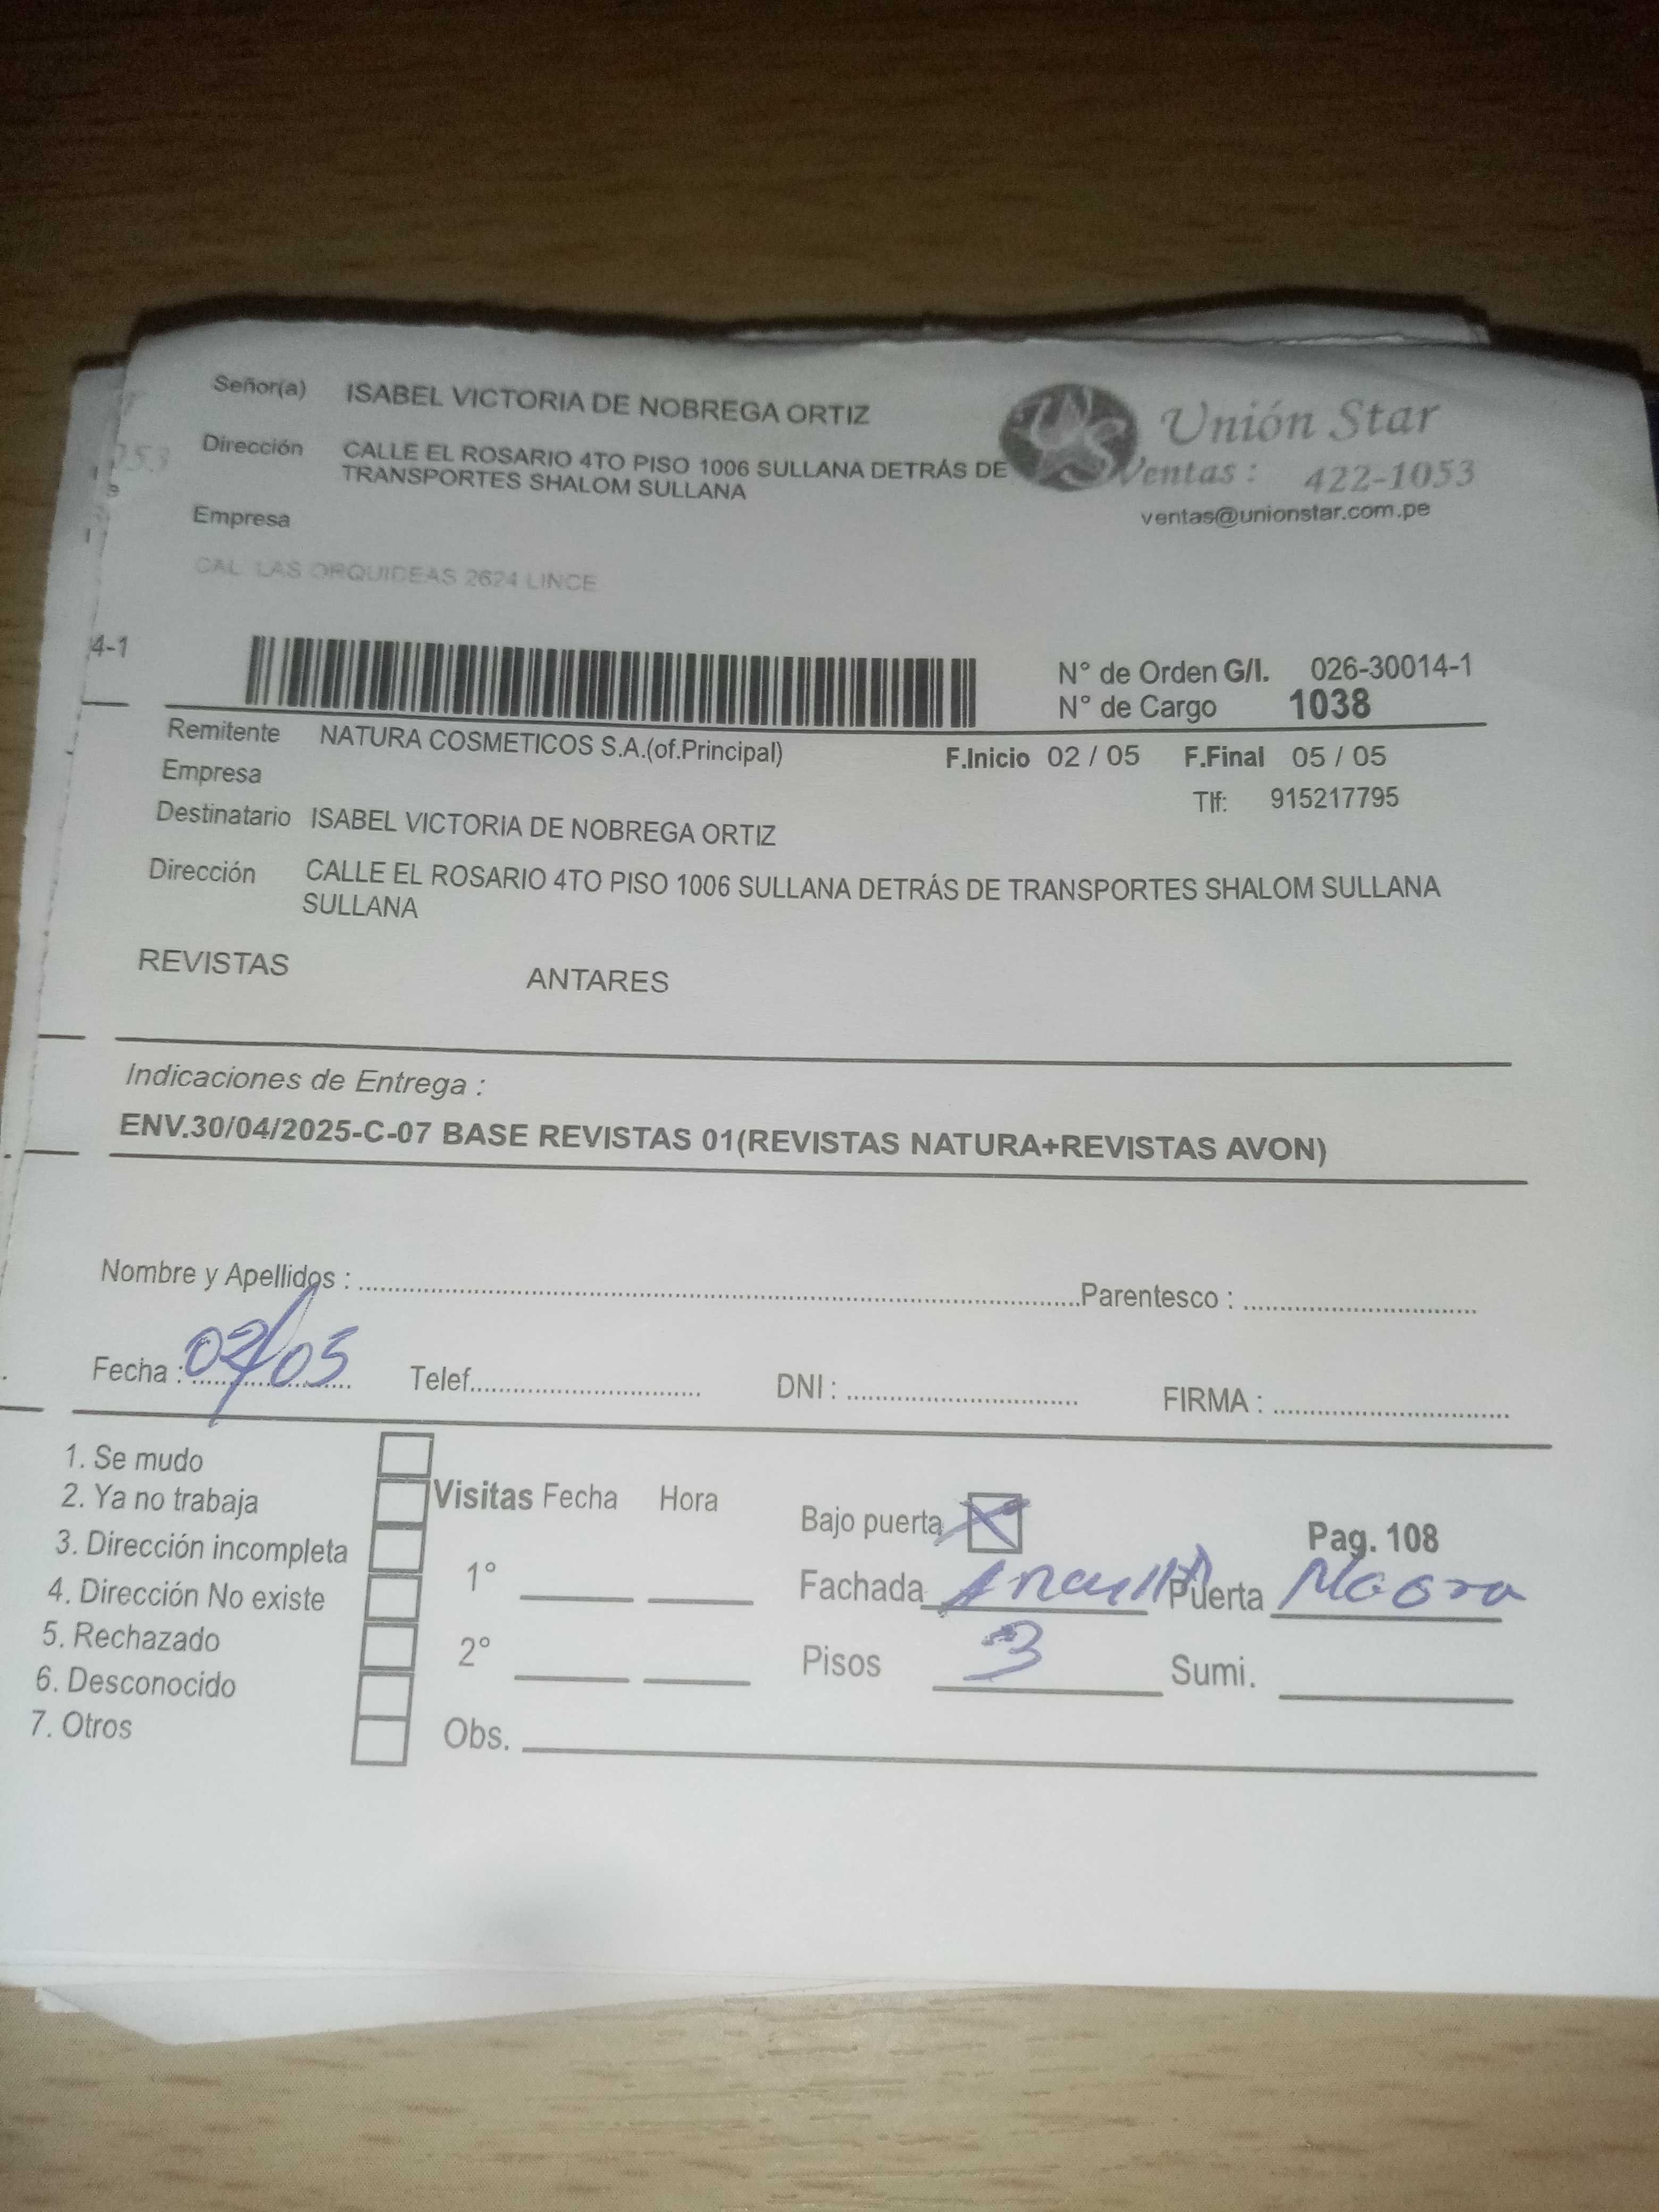 Señor(a) ISABEL VICTORIA DE NOBREGA ORTIZ
Unión Star
Dirección CALLE EL ROSARIO 4TO PISO 1006 SULLANA DETRÁS DE
TRANSPORTES SHALOM SULLANA
Ventas : 422-1053
253
Empresa
ventas@unionstar.com.pe
CAL. LAS ORQUIDEAS 2624 LINCE
4-1
N° de Orden G/I. 026-30014-1
N° de Cargo 1038
Remitente NATURA COSMETICOS S.A.(of.Principal)
F.Inicio 02 / 05 F.Final 05 / 05
Empresa
Tlf: 915217795
Destinatario ISABEL VICTORIA DE NOBREGA ORTIZ
Dirección CALLE EL ROSARIO 4TO PISO 1006 SULLANA DETRÁS DE TRANSPORTES SHALOM SULLANA
SULLANA
REVISTAS ANTARES
Indicaciones de Entrega :
ENV.30/04/2025-C-07 BASE REVISTAS 01(REVISTAS NATURA+REVISTAS AVON)
Nombre y Apellidos : Parentesco :
Fecha : 02/05 Telef. DNI : FIRMA :
1. Se mudo
2. Ya no trabaja
3. Dirección incompleta
4. Dirección No existe
5. Rechazado
6. Desconocido
7. Otros
Visitas Fecha Hora
1°
2°
Obs.
Bajo puerta X
Pag. 108
Fachada Puerta
Pisos 3 Sumi.